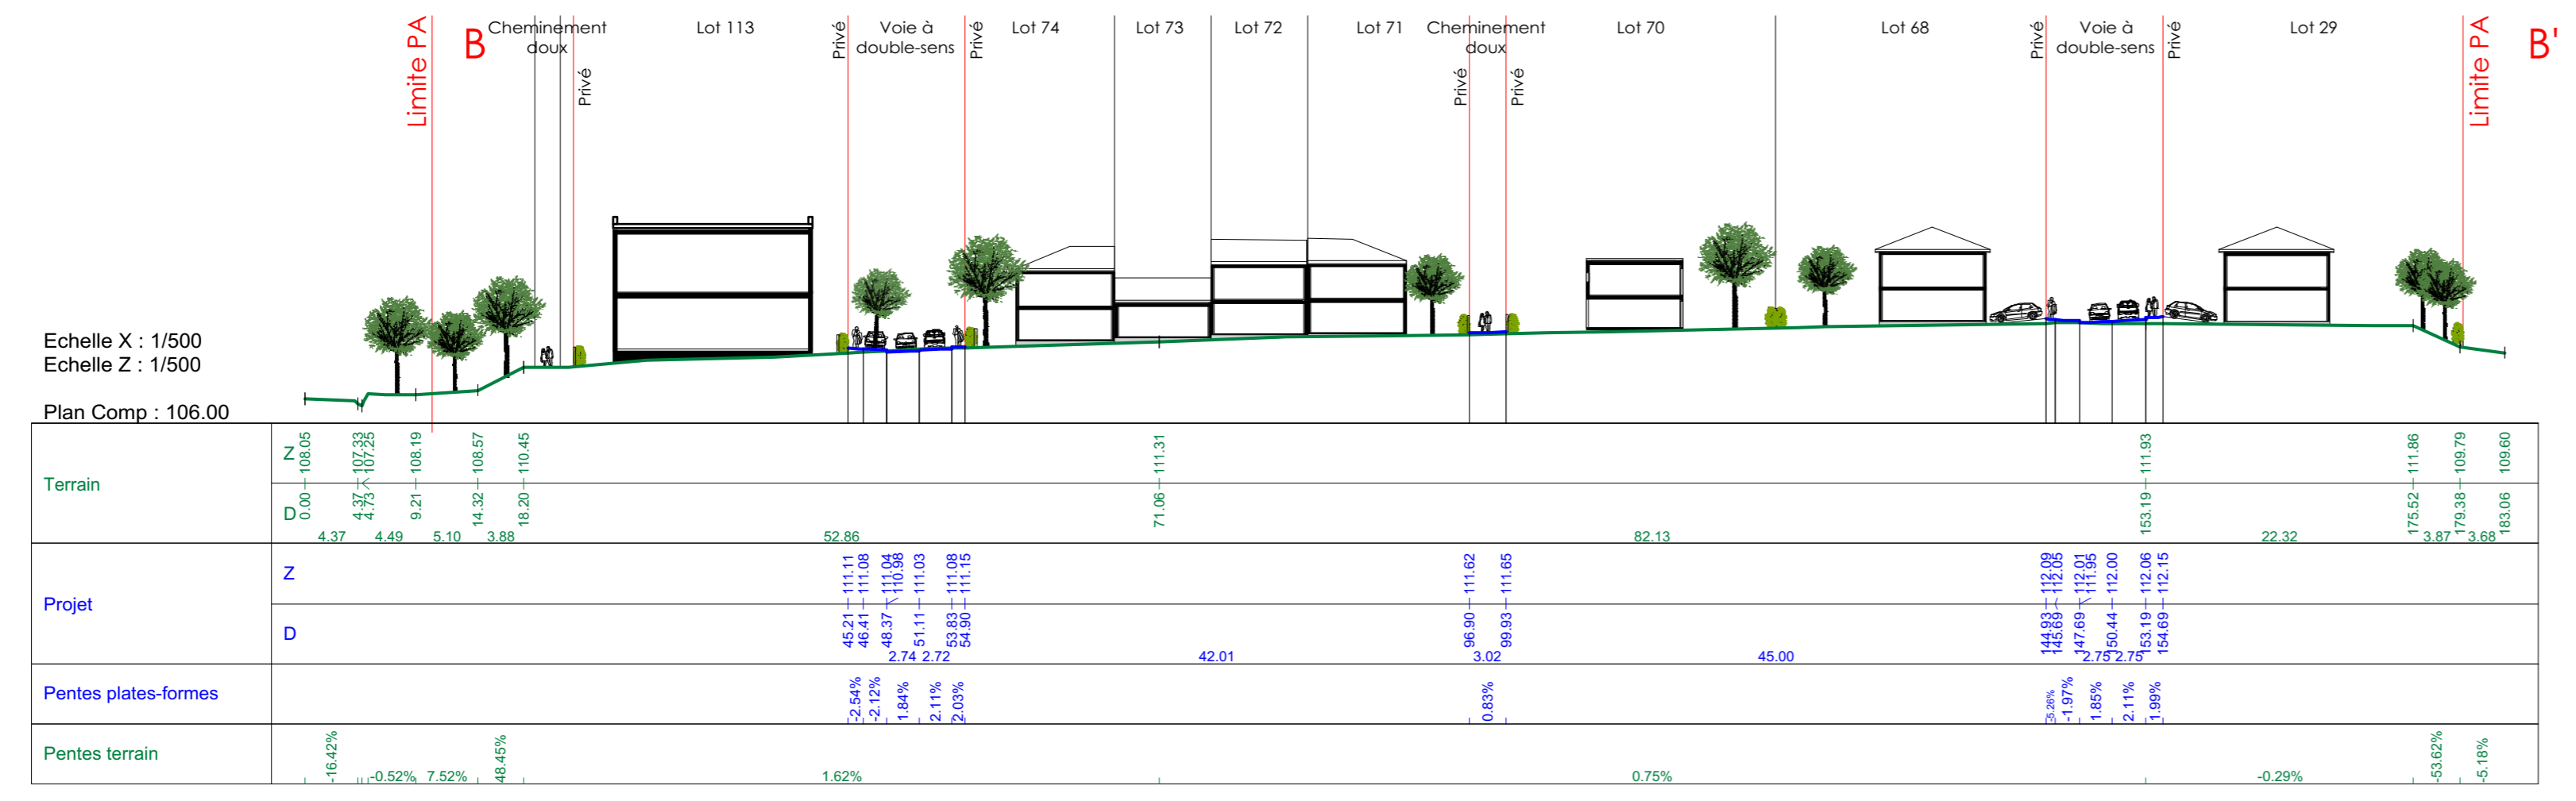 Limite PA
B
Cheminement
doux
Privé
Lot 113
Privé
Voie à
double-sens
Privé
Lot 74
Lot 73
Lot 72
Lot 71
Cheminement
doux
Privé
Privé
Lot 70
Lot 68
Privé
Voie à
double-sens
Privé
Lot 29
Limite PA
B'
Echelle X : 1/500
Echelle Z : 1/500
Plan Comp : 106.00
Terrain
Z
108.05
107.33
107.25
108.19
108.57
110.45
111.31
111.93
111.86
109.79
109.60
D
0.00
4.37
4.73
9.21
14.32
18.20
71.06
153.19
175.52
179.38
183.06
4.37
4.49
5.10
3.88
52.86
82.13
22.32
3.87
3.68
Projet
Z
111.11
111.08
111.04
110.98
111.03
111.08
111.15
111.62
111.65
112.09
112.05
112.01
111.95
112.00
112.06
112.15
D
45.21
46.41
48.37
51.11
53.83
54.90
96.90
99.93
144.93
145.69
147.69
150.44
153.19
154.69
2.74
2.72
42.01
3.02
45.00
2.75
2.75
Pentes plates-formes
-2.54%
-2.12%
1.84%
2.11%
2.03%
0.83%
-5.26%
-1.97%
1.85%
2.11%
1.99%
Pentes terrain
-16.42%
-0.52%
7.52%
48.45%
1.62%
0.75%
-0.29%
-53.62%
-5.18%